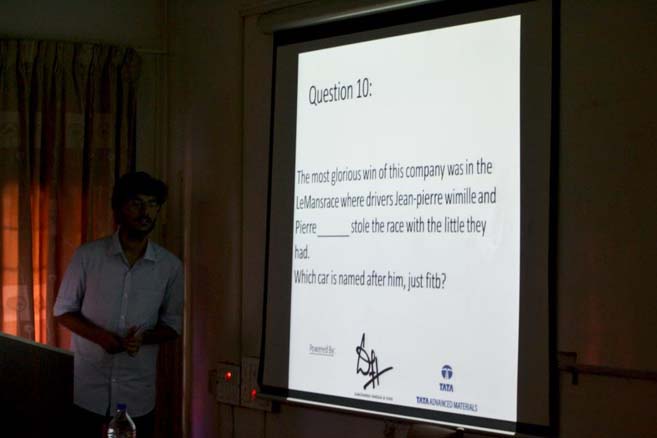 Question 10:
The most glorious win of this company was in the
LeMansrace where drivers Jean-pierre wimille and
Pierre______ stole the race with the little they
had.
Which car is named after him, just fitb?
Powered By
TATA
TATA ADVANCED MATERIALS